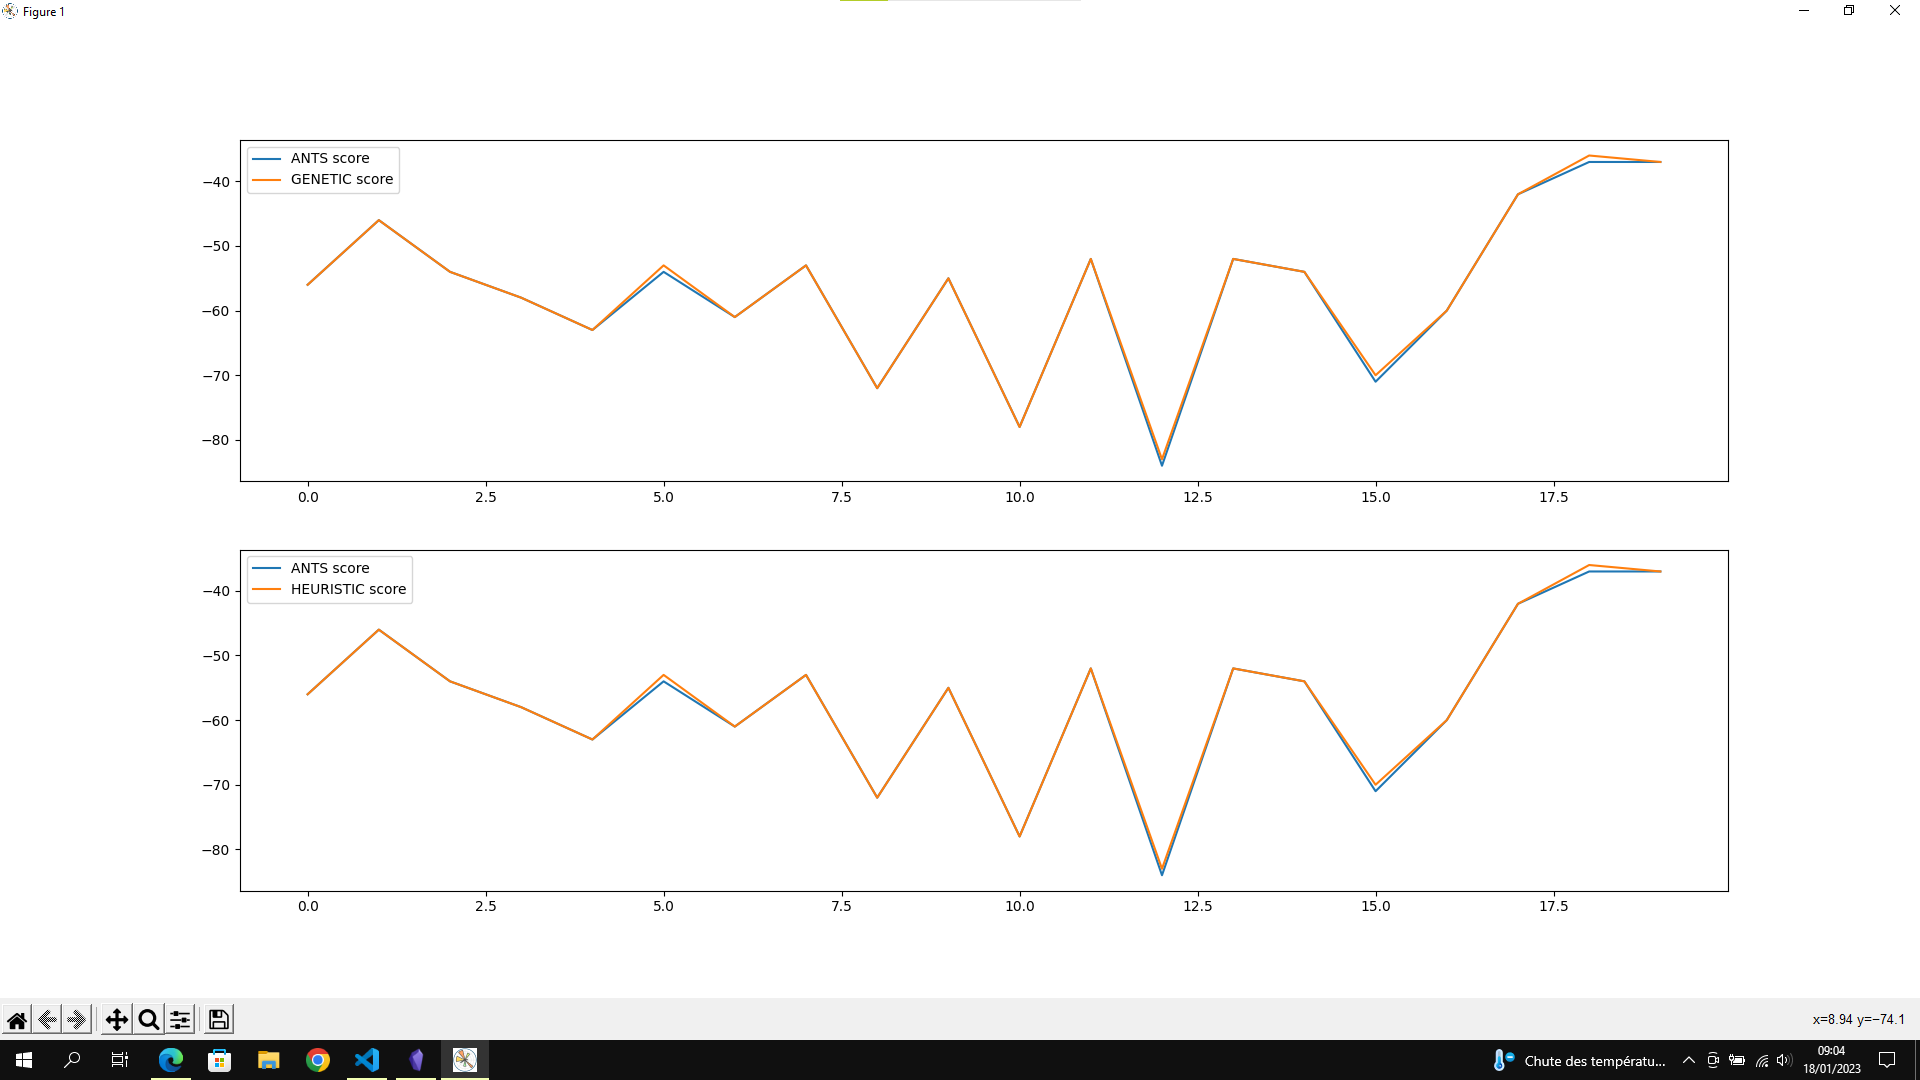 Figure 1
ANTS score
GENETIC score
−40
−50
−60
−70
−80
0.0 2.5 5.0 7.5 10.0 12.5 15.0 17.5
ANTS score
HEURISTIC score
−40
−50
−60
−70
−80
0.0 2.5 5.0 7.5 10.0 12.5 15.0 17.5
x=8.94 y=−74.1
Chute des températu...
09:04
18/01/2023